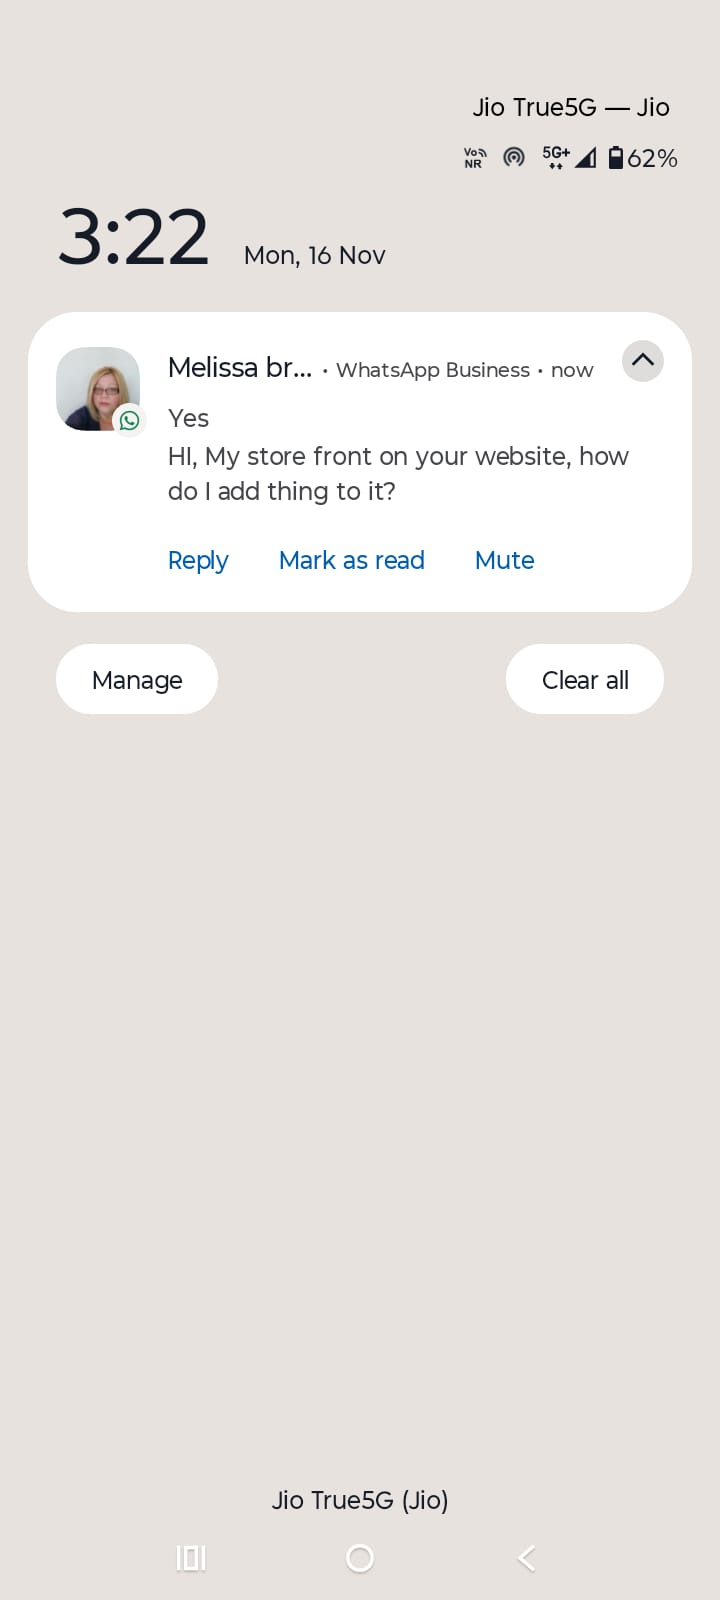 Jio True5G — Jio
Vo NR 5G+ 62%
3:22 Mon, 16 Nov
Melissa br... · WhatsApp Business · now
Yes
HI, My store front on your website, how
do I add thing to it?
Reply Mark as read Mute
Manage Clear all
Jio True5G (Jio)